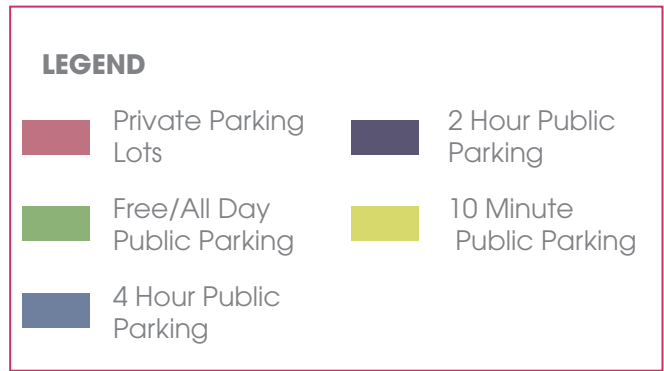 LEGEND
Private Parking
Lots
Free/All Day
Public Parking
4 Hour Public
Parking
2 Hour Public
Parking
10 Minute
Public Parking